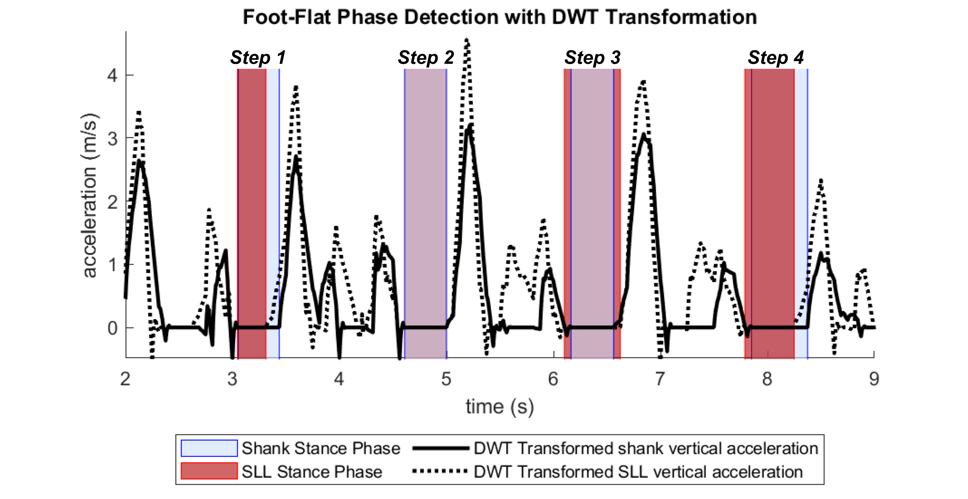 Foot-Flat Phase Detection with DWT Transformation
Step 1 Step 2 Step 3 Step 4
4
3
2
1
0
acceleration (m/s)
2 3 4 5 6 7 8 9
time (s)
Shank Stance Phase DWT Transformed shank vertical acceleration
SLL Stance Phase DWT Transformed SLL vertical acceleration